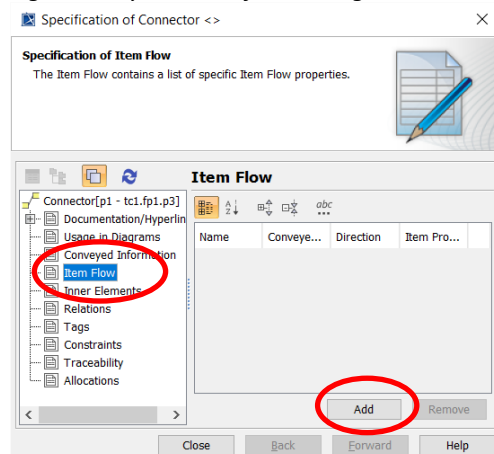 Specification of Connector <>
Specification of Item Flow
The Item Flow contains a list of specific Item Flow properties.
Item Flow
Connector[p1 - tc1.fp1.p3]
Documentation/Hyperlin
Usage in Diagrams
Conveyed Information
Item Flow
Inner Elements
Relations
Tags
Constraints
Traceability
Allocations
A
Z
abc
Name Conveye... Direction Item Pro...
Add Remove
Close Back Forward Help